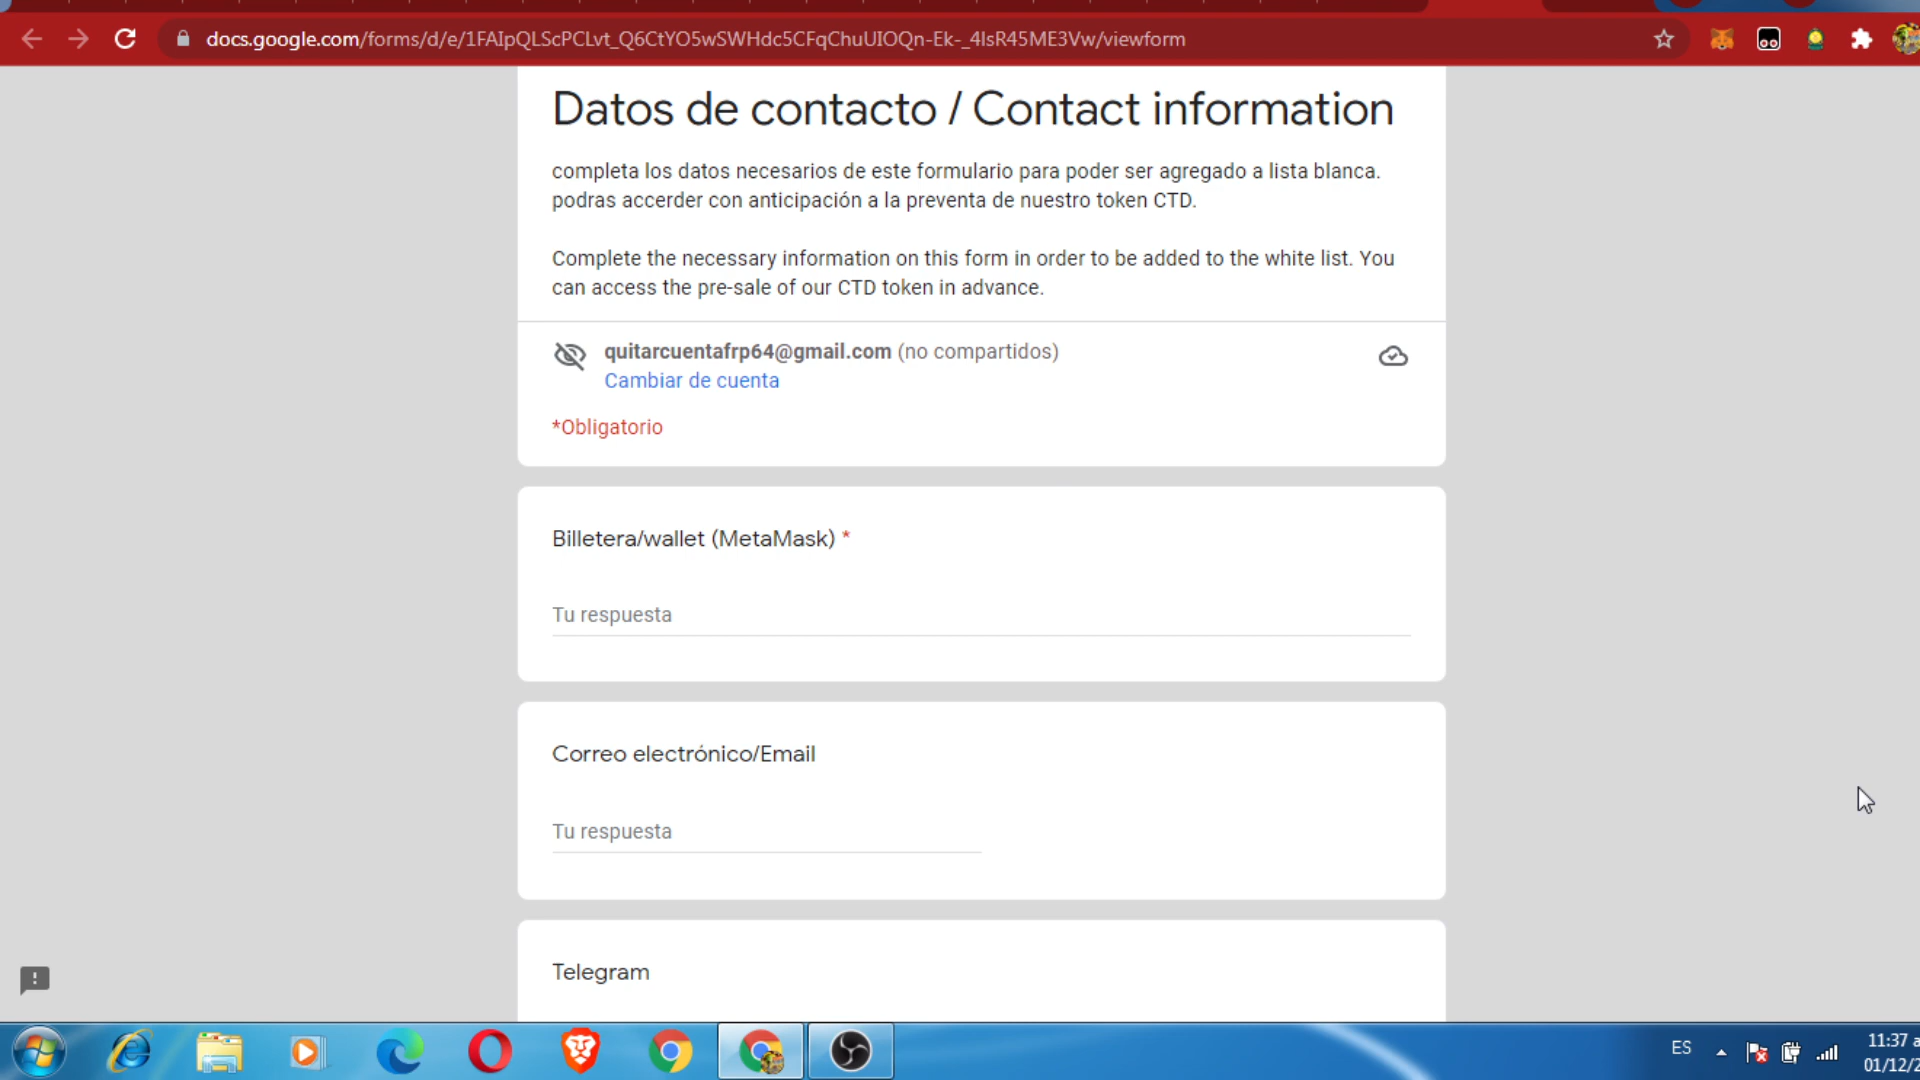 docs.google.com/forms/d/e/1FAIpQLScPCLvt_Q6CtYO5wSWHdc5CFqChuUIOQn-Ek-_4IsR45ME3Vw/viewform
Datos de contacto / Contact information
completa los datos necesarios de este formulario para poder ser agregado a lista blanca.
podras accerder con anticipación a la preventa de nuestro token CTD.
Complete the necessary information on this form in order to be added to the white list. You
can access the pre-sale of our CTD token in advance.
quitarcuentafrp64@gmail.com (no compartidos)
Cambiar de cuenta
*Obligatorio
Billetera/wallet (MetaMask) *
Tu respuesta
Correo electrónico/Email
Tu respuesta
Telegram
ES
11:37 a
01/12/2